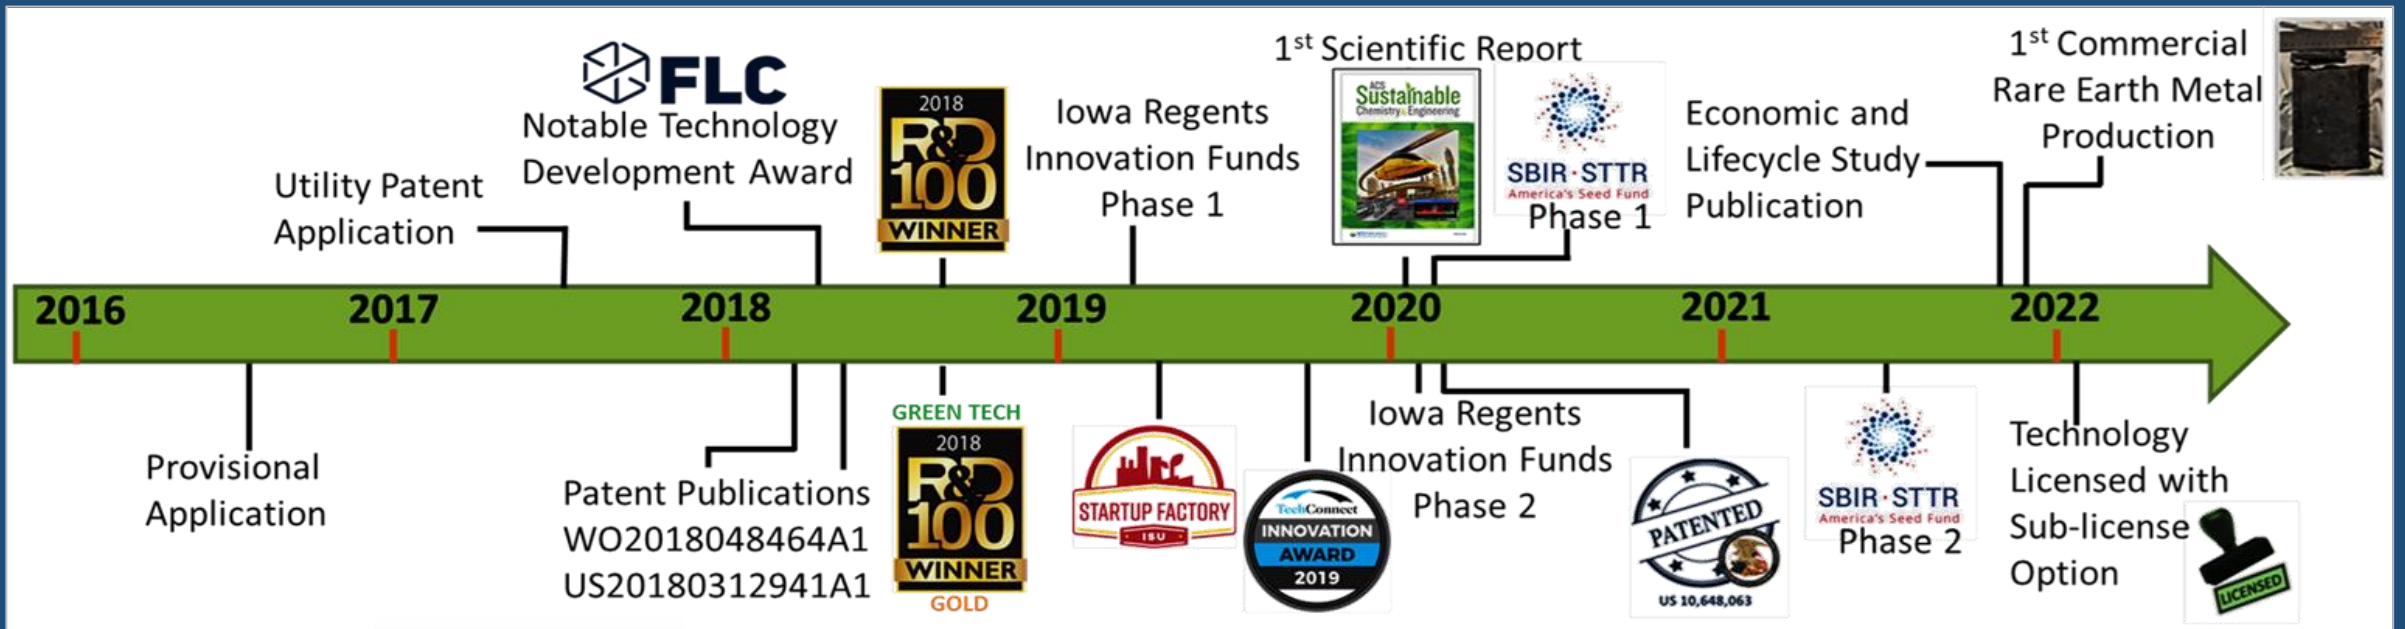 FLC
Notable Technology
Development Award
Utility Patent
Application
2018
R&D
100
WINNER
Iowa Regents
Innovation Funds
Phase 1
1st Scientific Report
ACS
Sustainable
Chemistry & Engineering
SBIR·STTR
America's Seed Fund
Phase 1
Economic and
Lifecycle Study
Publication
1st Commercial
Rare Earth Metal
Production
2016
2017
2018
2019
2020
2021
2022
Provisional
Application
Patent Publications
WO2018048464A1
US20180312941A1
GREEN TECH
2018
R&D
100
WINNER
GOLD
STARTUP FACTORY
ISU
TechConnect
INNOVATION
AWARD
2019
Iowa Regents
Innovation Funds
Phase 2
PATENTED
US 10,648,063
SBIR·STTR
America's Seed Fund
Phase 2
Technology
Licensed with
Sub-license
Option
LICENSED